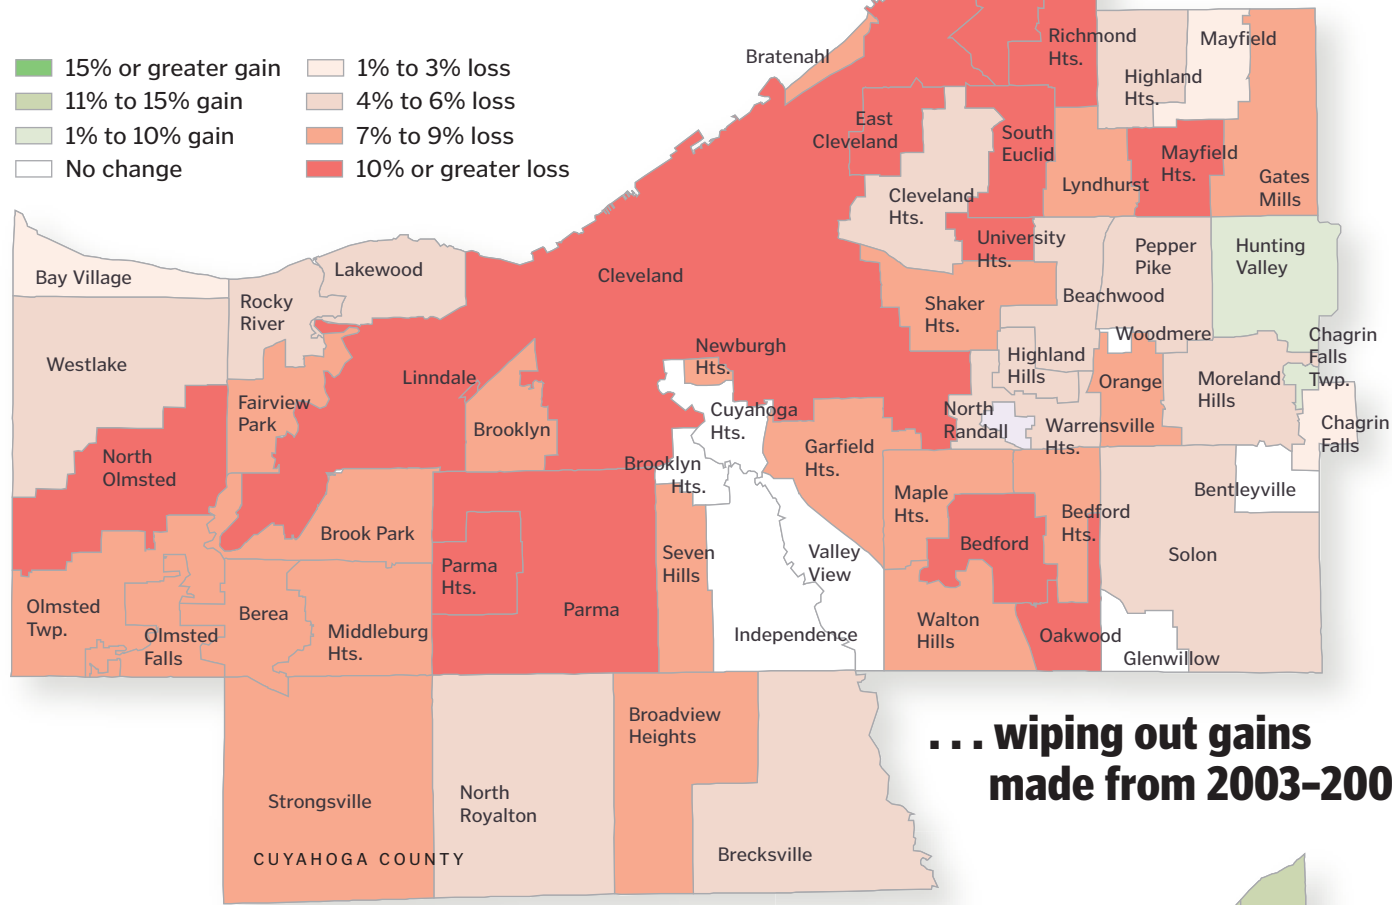 15% or greater gain
11% to 15% gain
1% to 10% gain
No change
1% to 3% loss
4% to 6% loss
7% to 9% loss
10% or greater loss
Bratenahl
Richmond
Hts.
Mayfield
Highland
Hts.
East
Cleveland
South
Euclid
Mayfield
Hts.
Lyndhurst
Gates
Mills
Cleveland
Hts.
University
Hts.
Pepper
Pike
Hunting
Valley
Bay Village
Lakewood
Rocky
River
Cleveland
Shaker
Hts.
Beachwood
Woodmere
Chagrin
Falls
Twp.
Westlake
Linndale
Newburgh
Hts.
Highland
Hills
Orange
Moreland
Hills
Fairview
Park
Brooklyn
Cuyahoga
Hts.
North
Randall
Warrensville
Hts.
Chagrin
Falls
North
Olmsted
Brooklyn
Hts.
Garfield
Hts.
Bentleyville
Maple
Hts.
Bedford
Hts.
Brook Park
Parma
Hts.
Seven
Hills
Valley
View
Bedford
Solon
Olmsted
Twp.
Berea
Parma
Olmsted
Falls
Middleburg
Hts.
Independence
Walton
Hills
Oakwood
Glenwillow
Broadview
Heights
Strongsville
North
Royalton
Brecksville
CUYAHOGA COUNTY
. . . wiping out gains
made from 2003–200